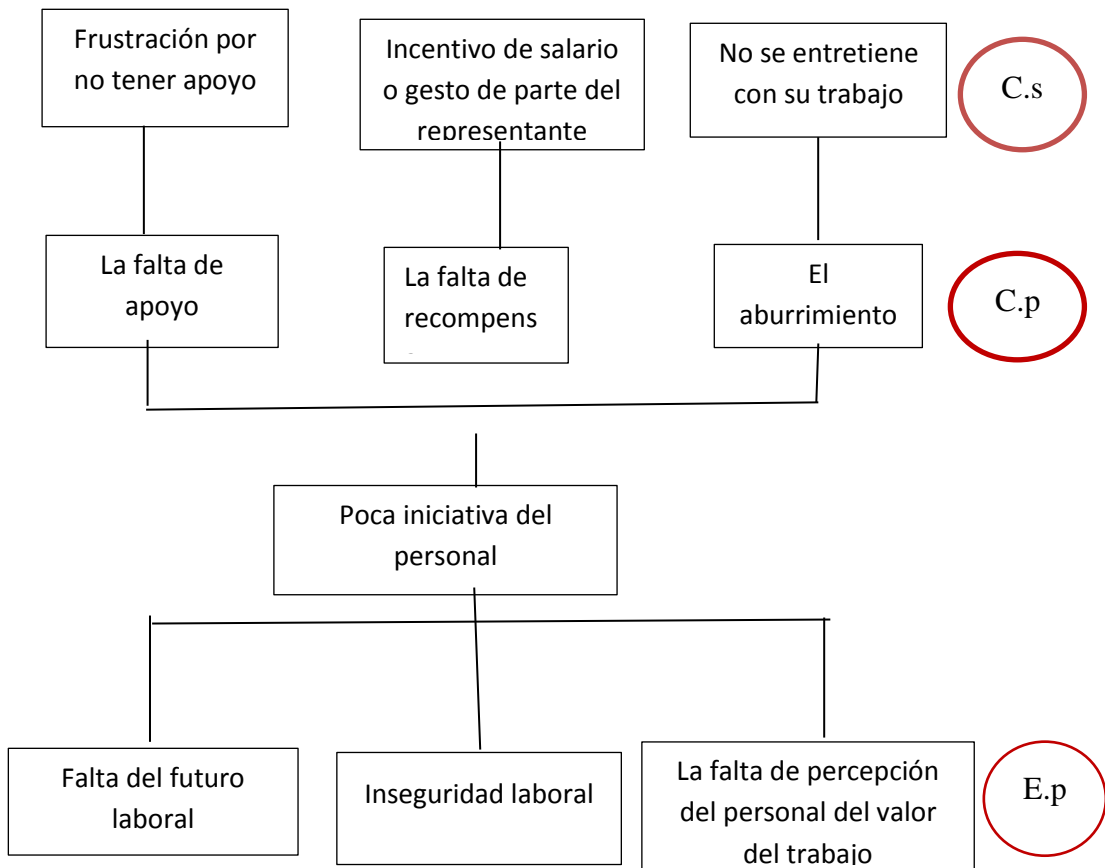 Frustración por
no tener apoyo
Incentivo de salario
o gesto de parte del
representante
No se entretiene
con su trabajo
C.s
La falta de
apoyo
La falta de
recompens
El
aburrimiento
C.p
Poca iniciativa del
personal
Falta del futuro
laboral
Inseguridad laboral
La falta de percepción
del personal del valor
del trabajo
E.p